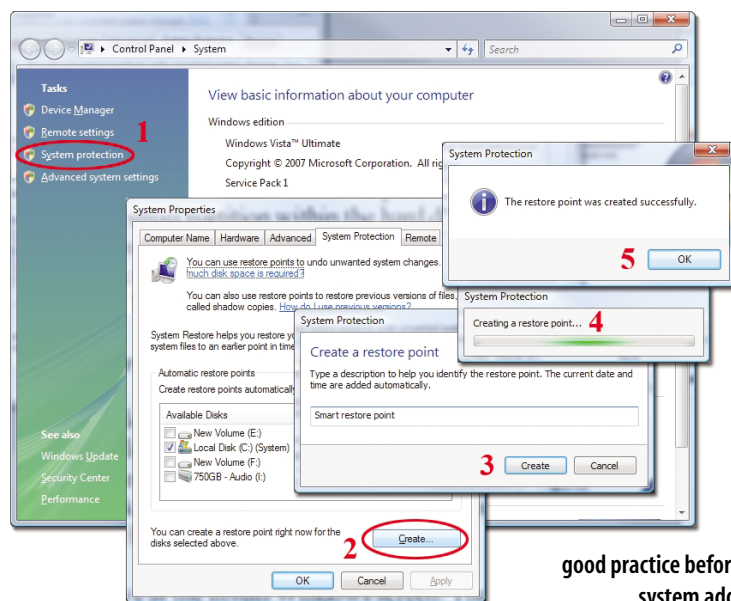 Control Panel ▸ System
Search
Tasks
Device Manager
Remote settings
System protection
Advanced system settings
1
View basic information about your computer
Windows edition
Windows Vista™ Ultimate
Copyright © 2007 Microsoft Corporation. All rig
Service Pack 1
See also
Windows Update
Security Center
Performance
System Properties
Computer Name
Hardware
Advanced
System Protection
Remote
You can use restore points to undo unwanted system changes.
much disk space is required?
You can also use restore points to restore previous versions of files,
called shadow copies. How do I use previous versions?
System Restore helps you restore yo
system files to an earlier point in time
Automatic restore points
Create restore points automatically
Available Disks
New Volume (E:)
Local Disk (C:) (System)
New Volume (F:)
750GB - Audio (I:)
You can create a restore point right now for the
disks selected above.
2
Create...
OK
Cancel
Apply
System Protection
Create a restore point
Type a description to help you identify the restore point. The current date and
time are added automatically.
Smart restore point
3
Create
Cancel
System Protection
Creating a restore point...
4
System Protection
The restore point was created successfully.
5
OK
good practice befor
system add